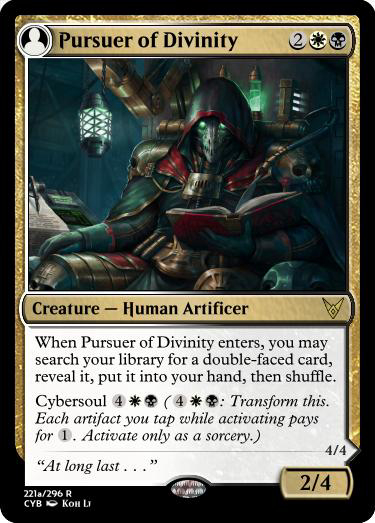 Pursuer of Divinity 2
Creature — Human Artificer
When Pursuer of Divinity enters, you may
search your library for a double-faced card,
reveal it, put it into your hand, then shuffle.
Cybersoul 4 ( 4 : Transform this.
Each artifact you tap while activating pays
for 1. Activate only as a sorcery.)
4/4
“At long last . . .”
2/4
221a/296 R
CYB Koh Li